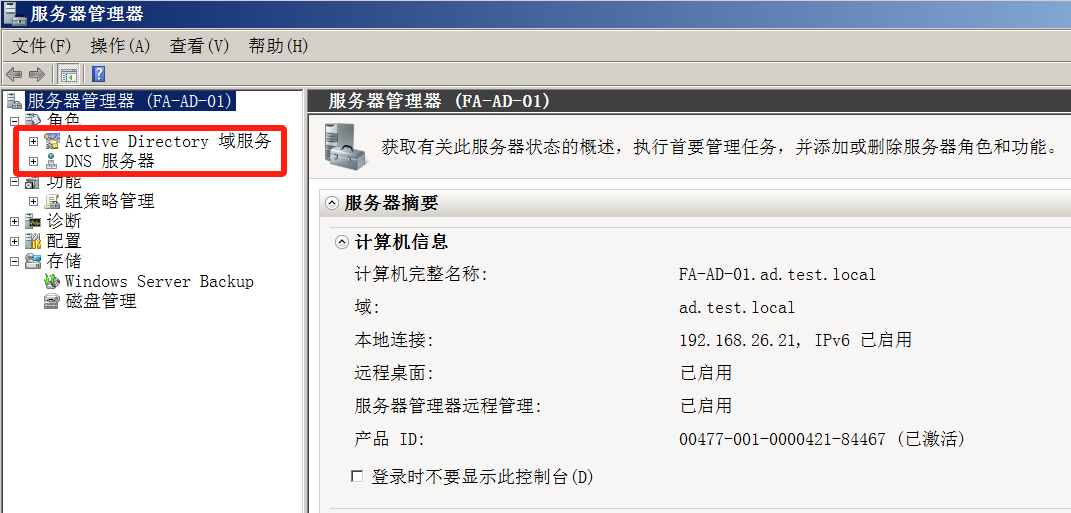 服务器管理器
文件(F) 操作(A) 查看(V) 帮助(H)
服务器管理器 (FA-AD-01)
角色
Active Directory 域服务
DNS 服务器
功能
组策略管理
诊断
配置
存储
Windows Server Backup
磁盘管理
服务器管理器 (FA-AD-01)
获取有关此服务器状态的概述，执行首要管理任务，并添加或删除服务器角色和功能。
服务器摘要
计算机信息
计算机完整名称: FA-AD-01.ad.test.local
域: ad.test.local
本地连接: 192.168.26.21, IPv6 已启用
远程桌面: 已启用
服务器管理器远程管理: 已启用
产品 ID: 00477-001-0000421-84467 (已激活)
登录时不要显示此控制台(D)